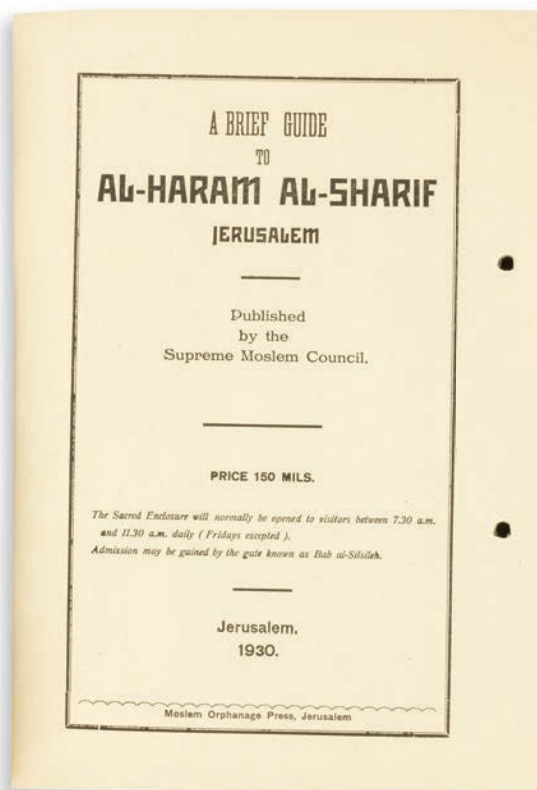 A BRIEF GUIDE
TO
AL-HARAM AL-SHARIF
JERUSALEM
Published
by the
Supreme Moslem Council.
PRICE 150 MILS.
The Sacred Enclosure will normally be opened to visitors between 7.30 a.m.
and 11.30 a.m. daily ( Fridays excepted ).
Admission may be gained by the gate known as Bab al-Silsileh.
Jerusalem.
1930.
Moslem Orphanage Press, Jerusalem